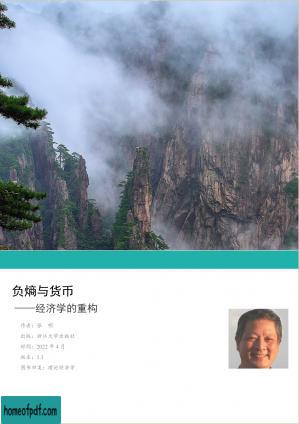 负熵与货币
——经济学的重构
作者：张 明
出版：浙江大学出版社
时间：2022 年 4 月
版本：1.1
图书归类：理论经济学
homeofpdf.com